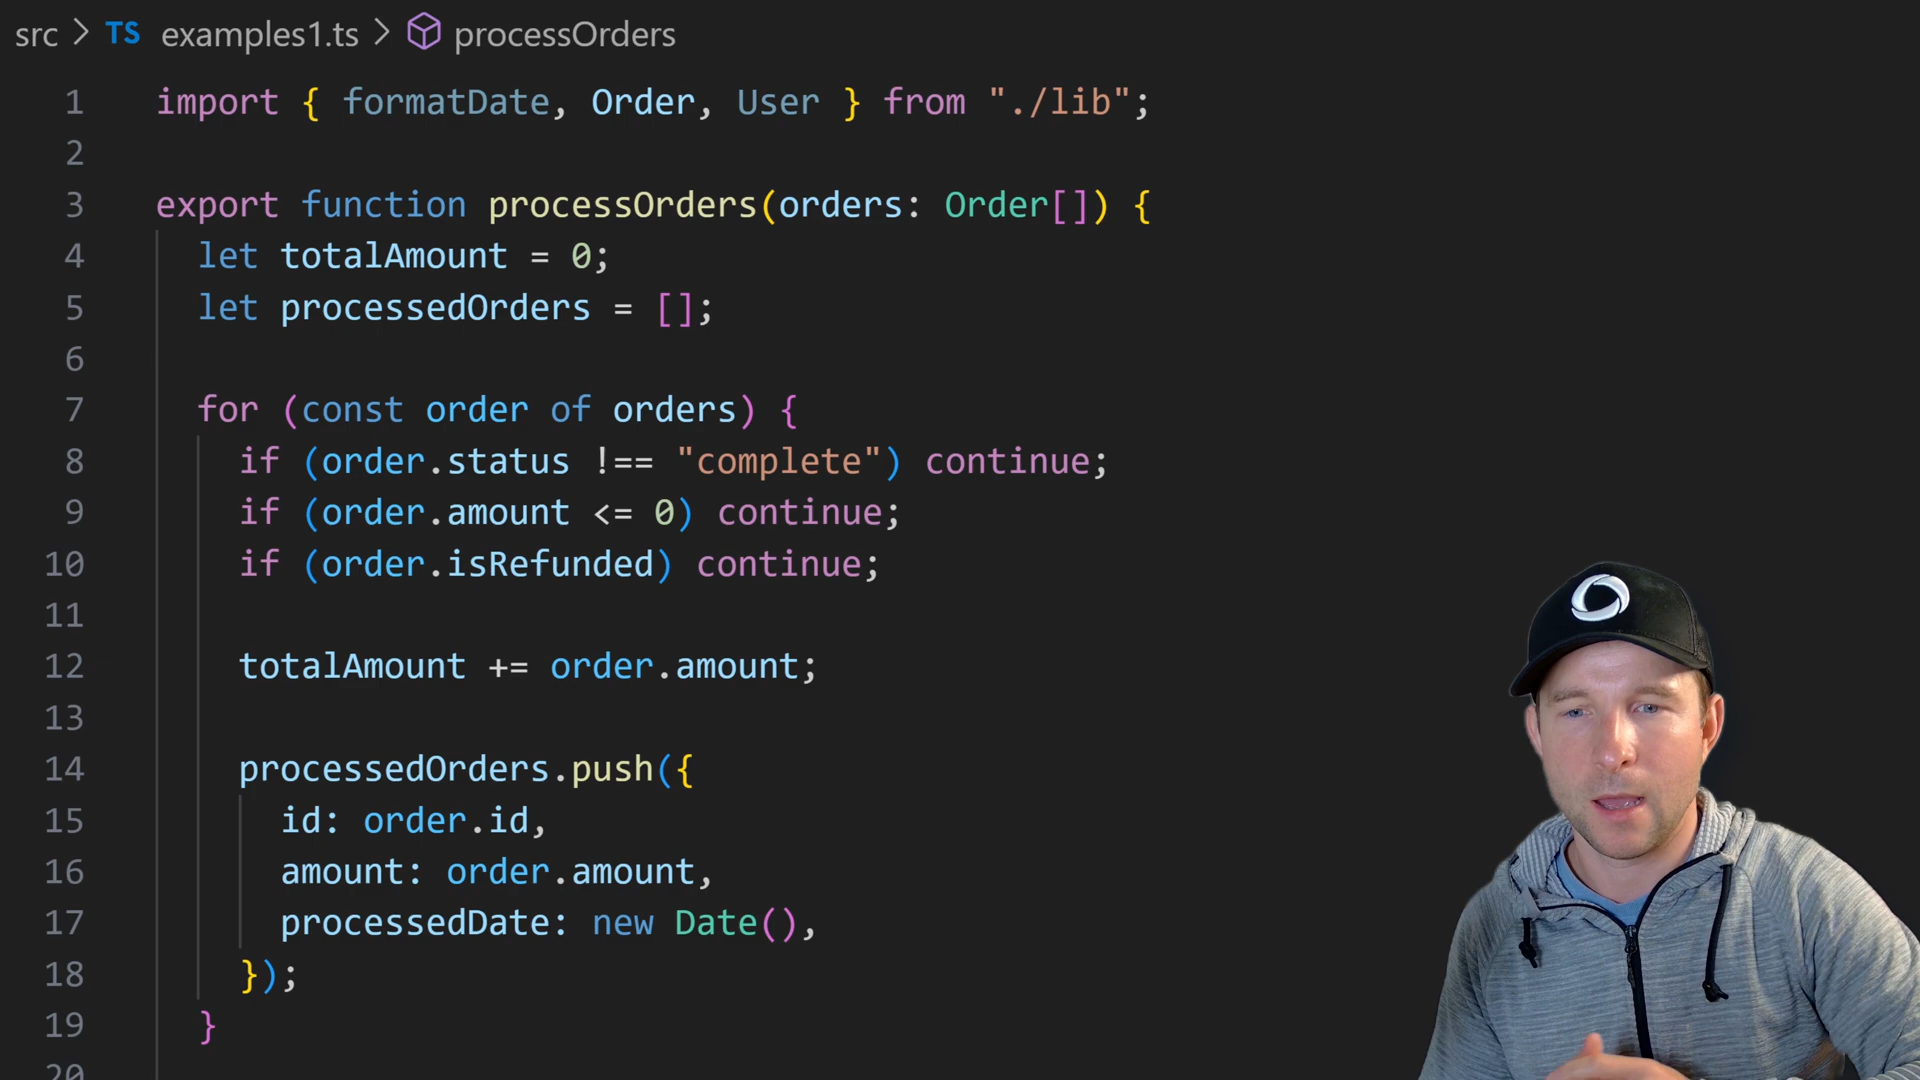 src > TS examples1.ts > processOrders
1 import { formatDate, Order, User } from "./lib";
2
3 export function processOrders(orders: Order[]) {
4 let totalAmount = 0;
5 let processedOrders = [];
6
7 for (const order of orders) {
8 if (order.status !== "complete") continue;
9 if (order.amount <= 0) continue;
10 if (order.isRefunded) continue;
11
12 totalAmount += order.amount;
13
14 processedOrders.push({
15 id: order.id,
16 amount: order.amount,
17 processedDate: new Date(),
18 });
19 }
20